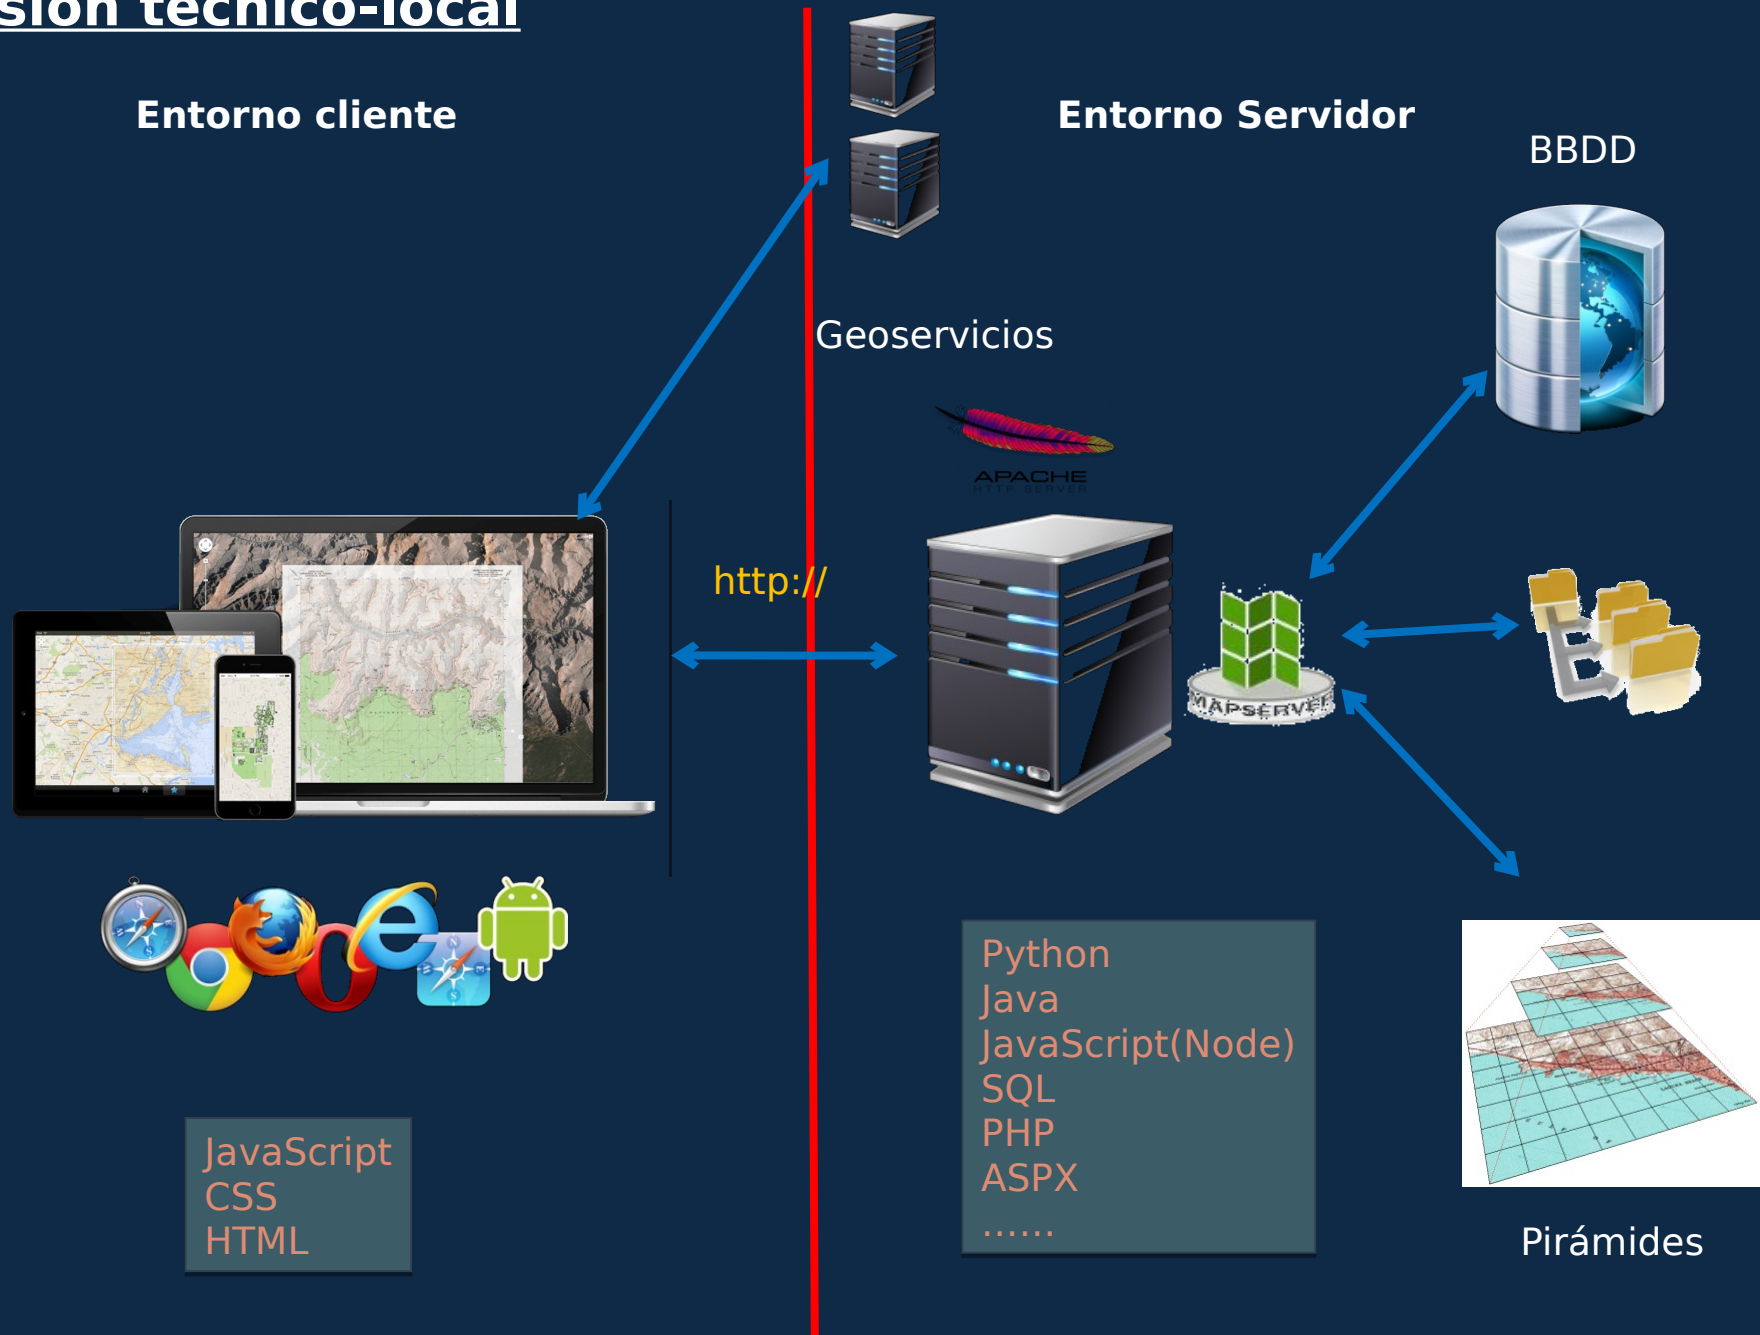 sión técnico-local
Entorno cliente
Entorno Servidor
BBDD
Geoservicios
APACHE
HTTP SERVER
http://
MAPSERVER
Python
Java
JavaScript(Node)
SQL
PHP
ASPX
......
JavaScript
CSS
HTML
Pirámides